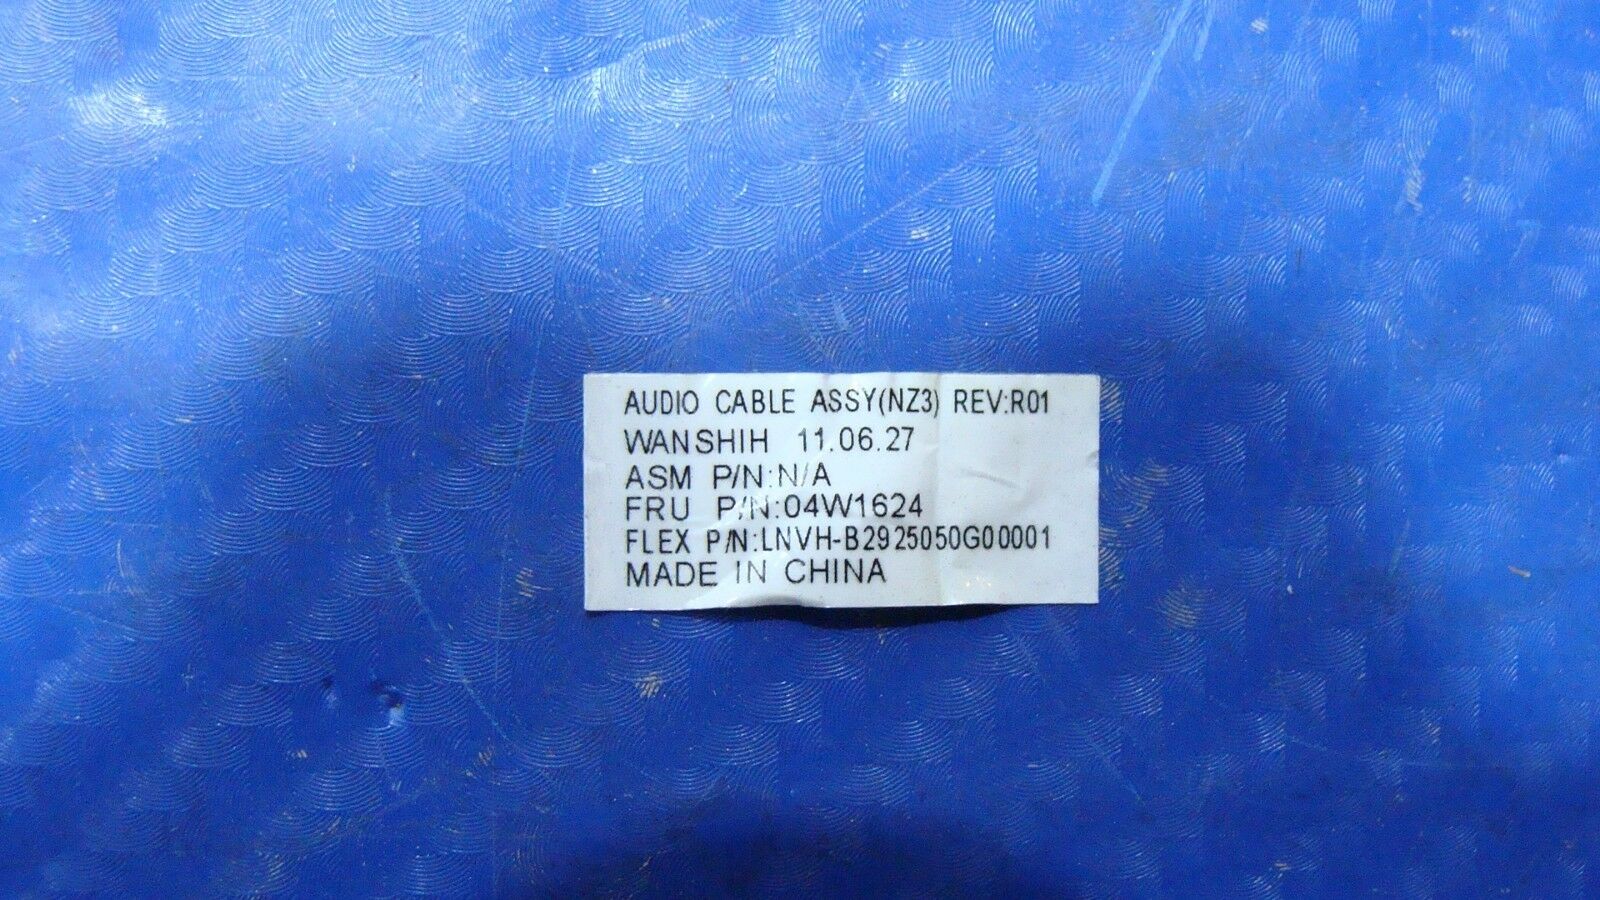 AUDIO CABLE ASSY(NZ3) REV:R01
WANSHIH 11.06.27
ASM P/N:N/A
FRU P/N:04W1624
FLEX P/N:LNVH-B2925050G00001
MADE IN CHINA